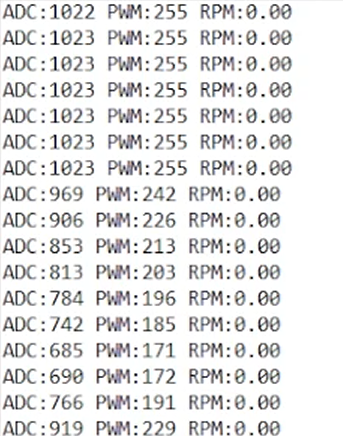 ADC:1022 PWM:255 RPM:0.00
ADC:1023 PWM:255 RPM:0.00
ADC:1023 PWM:255 RPM:0.00
ADC:1023 PWM:255 RPM:0.00
ADC:1023 PWM:255 RPM:0.00
ADC:1023 PWM:255 RPM:0.00
ADC:1023 PWM:255 RPM:0.00
ADC:969 PWM:242 RPM:0.00
ADC:906 PWM:226 RPM:0.00
ADC:853 PWM:213 RPM:0.00
ADC:813 PWM:203 RPM:0.00
ADC:784 PWM:196 RPM:0.00
ADC:742 PWM:185 RPM:0.00
ADC:685 PWM:171 RPM:0.00
ADC:690 PWM:172 RPM:0.00
ADC:766 PWM:191 RPM:0.00
ADC:919 PWM:229 RPM:0.00